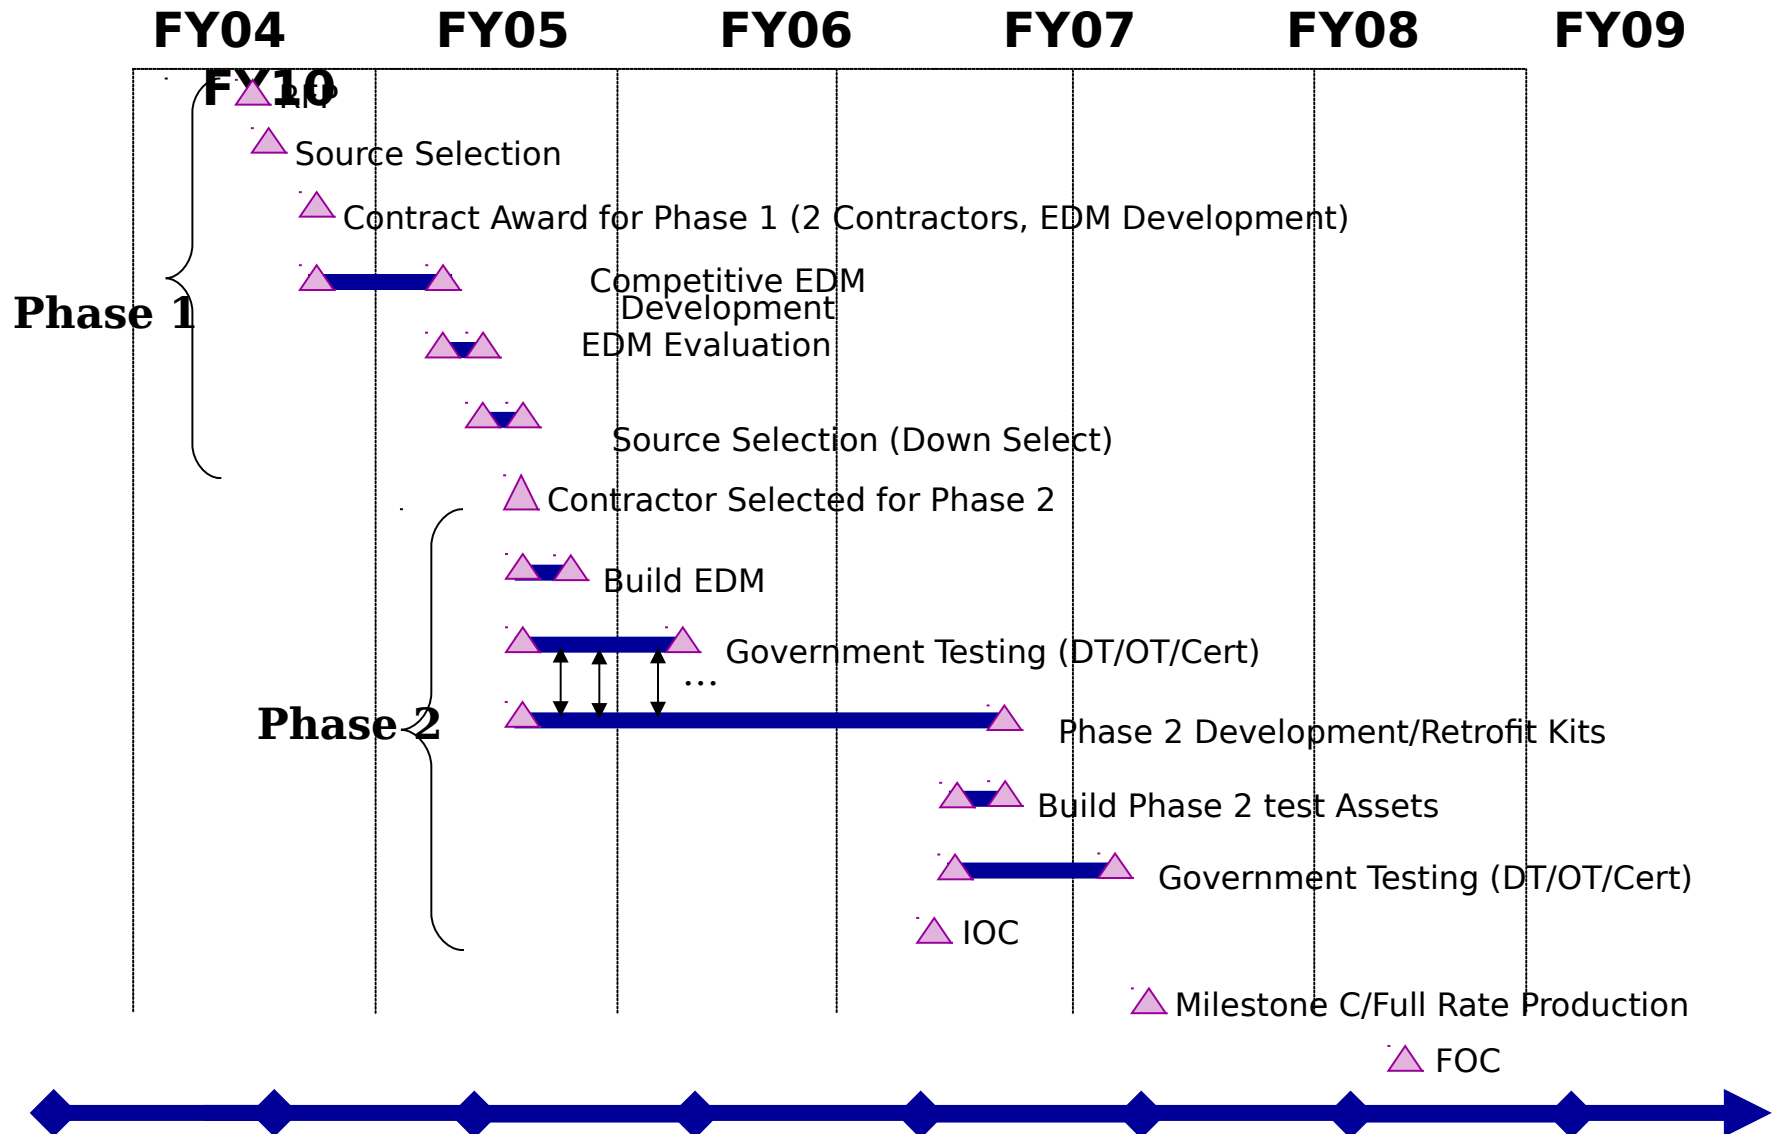 FY04 FY05 FY06 FY07 FY08 FY09
FY10
RFP
Source Selection
Contract Award for Phase 1 (2 Contractors, EDM Development)
Competitive EDM
Development
Phase 1
EDM Evaluation
Source Selection (Down Select)
Contractor Selected for Phase 2
Build EDM
Government Testing (DT/OT/Cert)
...
Phase 2
Phase 2 Development/Retrofit Kits
Build Phase 2 test Assets
Government Testing (DT/OT/Cert)
IOC
Milestone C/Full Rate Production
FOC